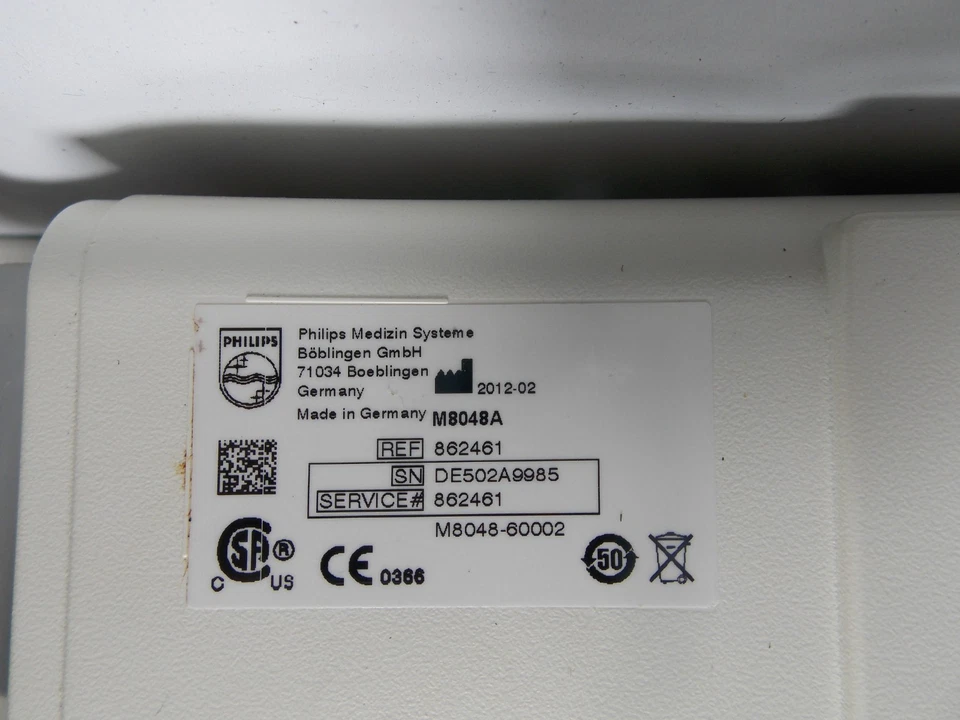 PHILIPS
Philips Medizin Systeme
Böblingen GmbH
71034 Boeblingen
Germany 2012-02
Made in Germany M8048A
REF 862461
SN DE502A9985
SERVICE# 862461
M8048-60002
SA ®
C US
CE 0366
50